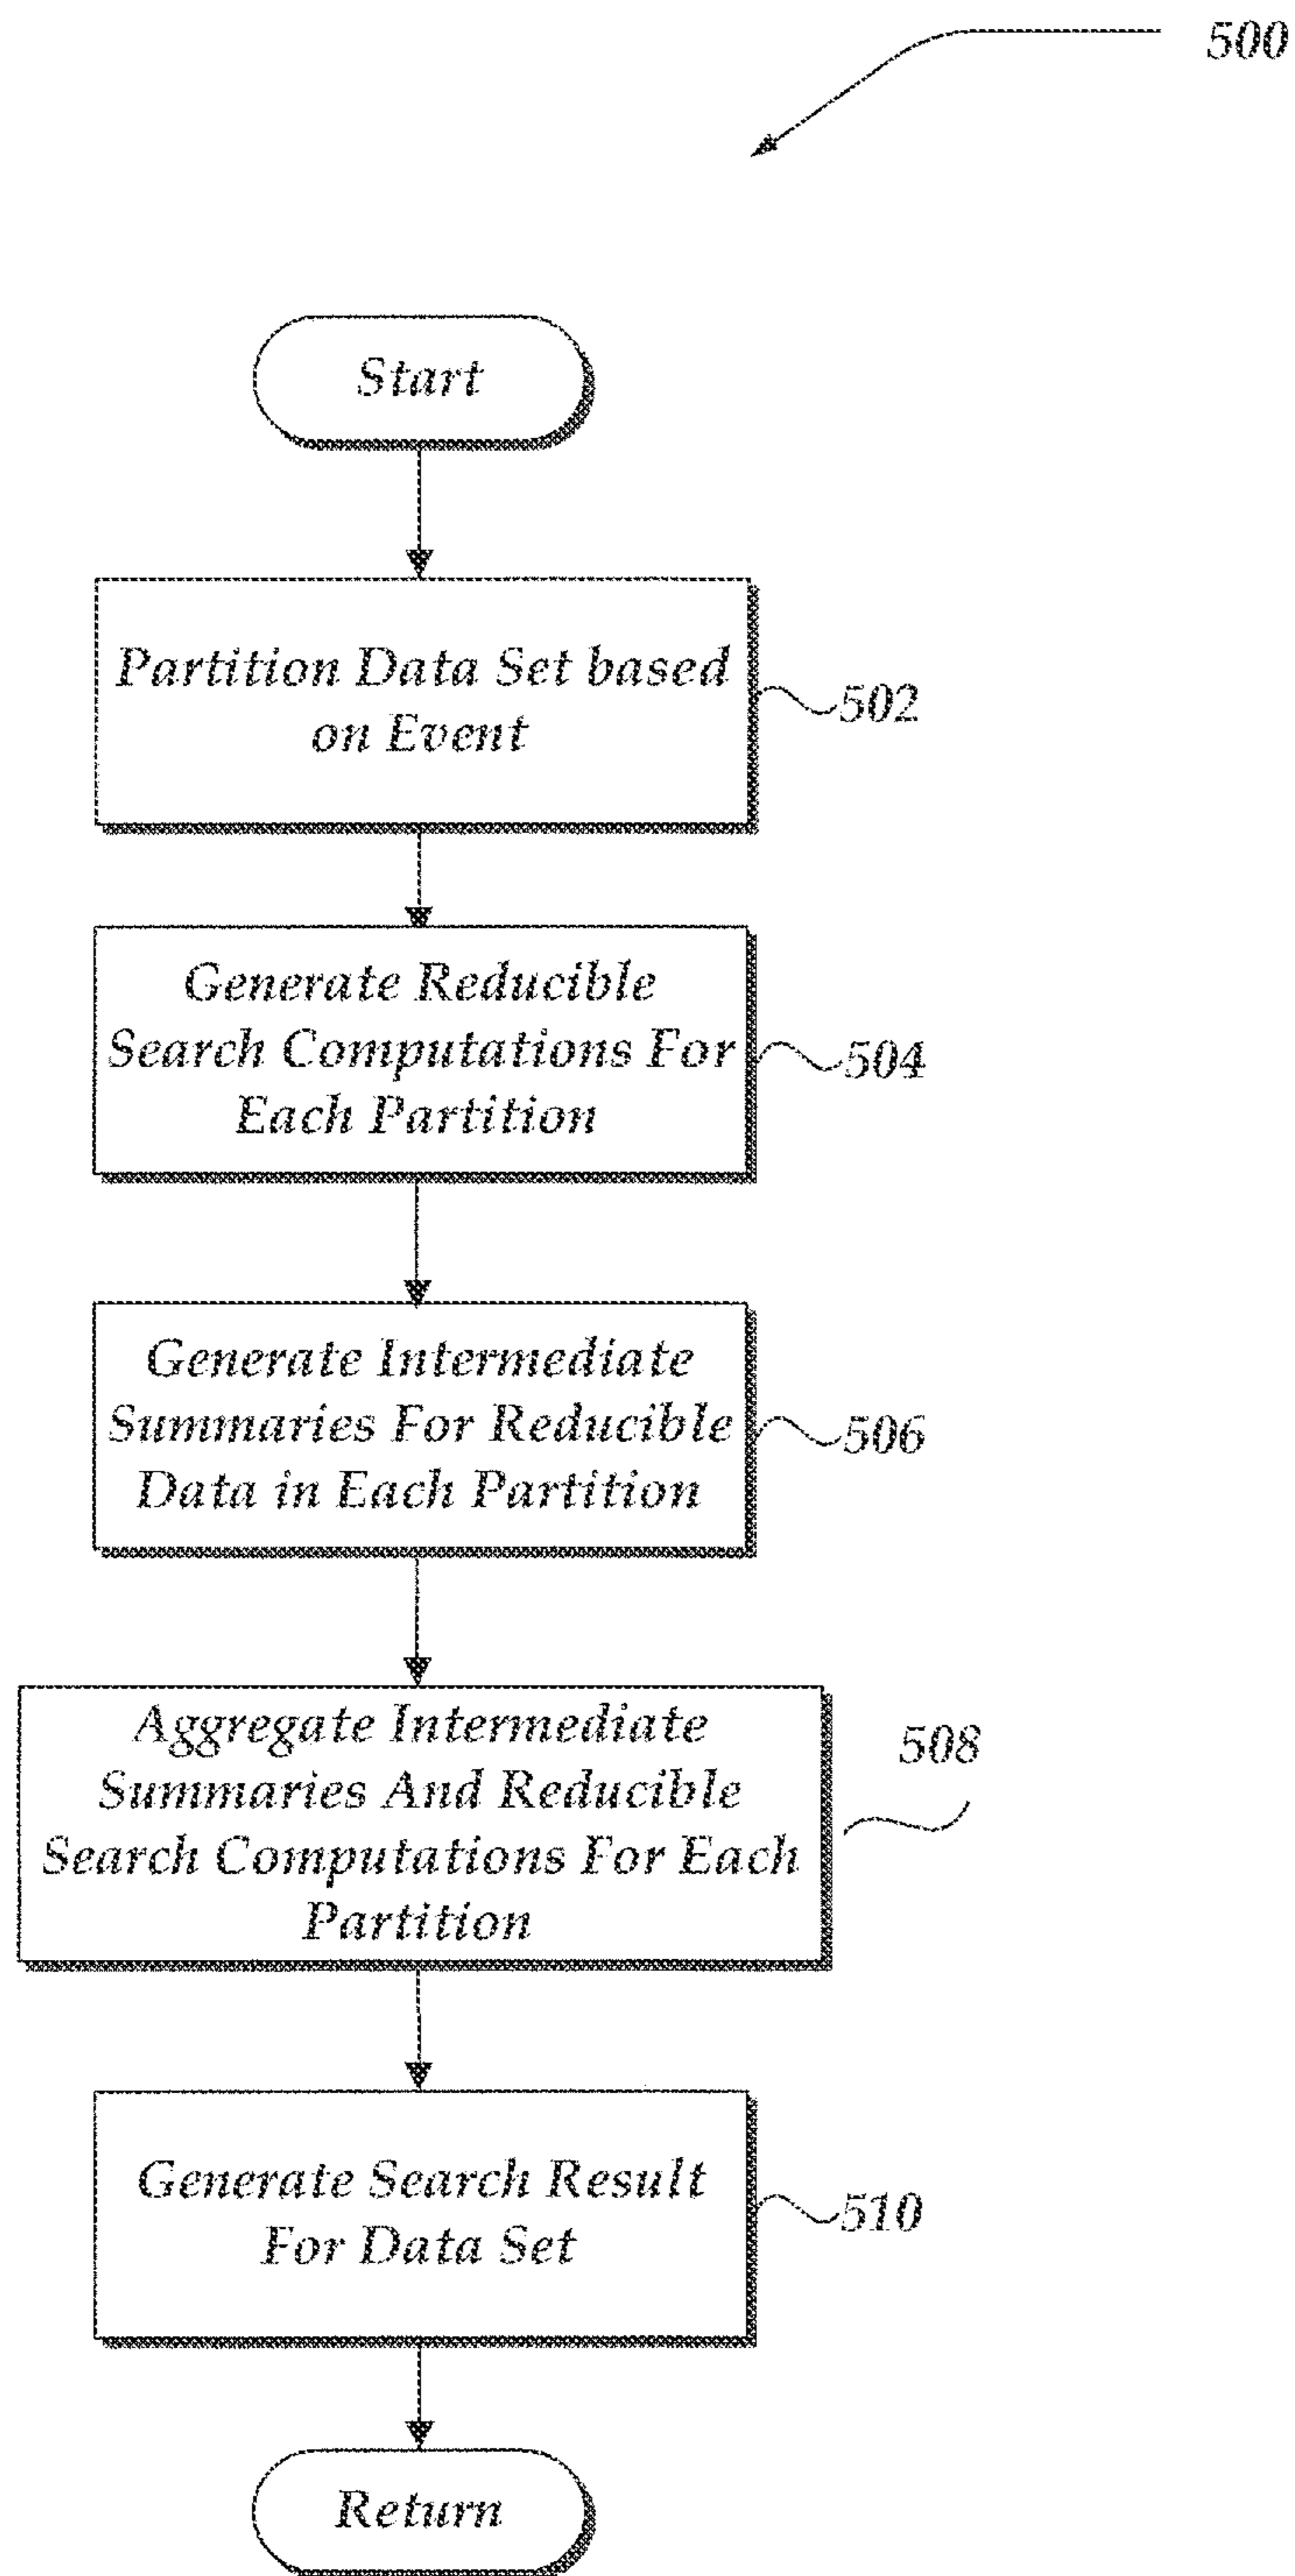 500
Start
Partition Data Set based
on Event
502
Generate Reducible
Search Computations For
Each Partition
504
Generate Intermediate
Summaries For Reducible
Data in Each Partition
506
Aggregate Intermediate
Summaries And Reducible
Search Computations For Each
Partition
508
Generate Search Result
For Data Set
510
Return